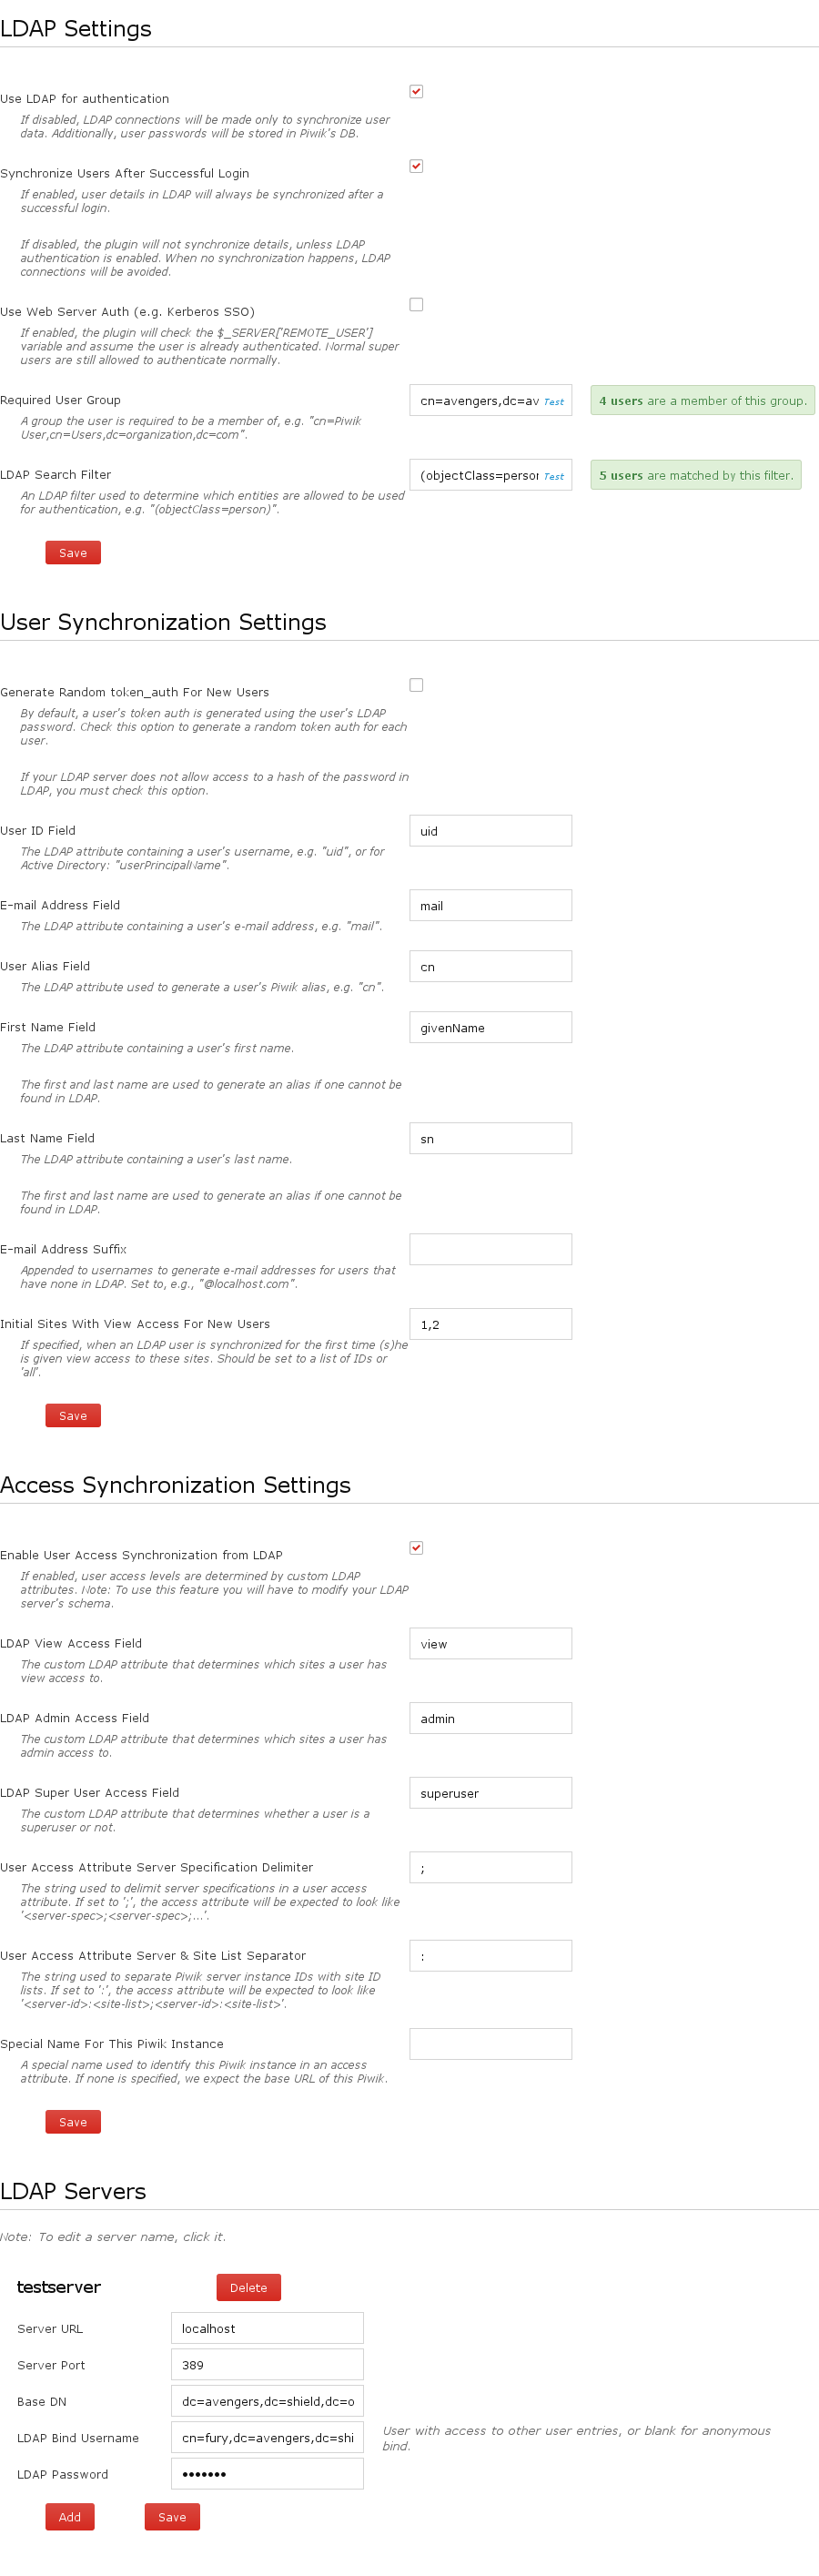 LDAP Settings
Use LDAP for authentication
If disabled, LDAP connections will be made only to synchronize user
data. Additionally, user passwords will be stored in Piwik's DB.
Synchronize Users After Successful Login
If enabled, user details in LDAP will always be synchronized after a
successful login.
If disabled, the plugin will not synchronize details, unless LDAP
authentication is enabled. When no synchronization happens, LDAP
connections will be avoided.
Use Web Server Auth (e.g. Kerberos SSO)
If enabled, the plugin will check the $_SERVER['REMOTE_USER']
variable and assume the user is already authenticated. Normal super
users are still allowed to authenticate normally.
Required User Group
cn=avengers,dc=av Test 4 users are a member of this group.
A group the user is required to be a member of, e.g. "cn=Piwik
User,cn=Users,dc=organization,dc=com".
LDAP Search Filter
(objectClass=person Test 5 users are matched by this filter.
An LDAP filter used to determine which entities are allowed to be used
for authentication, e.g. "(objectClass=person)".
Save
User Synchronization Settings
Generate Random token_auth For New Users
By default, a user's token auth is generated using the user's LDAP
password. Check this option to generate a random token auth for each
user.
If your LDAP server does not allow access to a hash of the password in
LDAP, you must check this option.
User ID Field uid
The LDAP attribute containing a user's username, e.g. "uid", or for
Active Directory: "userPrincipalName".
E-mail Address Field mail
The LDAP attribute containing a user's e-mail address, e.g. "mail".
User Alias Field cn
The LDAP attribute used to generate a user's Piwik alias, e.g. "cn".
First Name Field givenName
The LDAP attribute containing a user's first name.
The first and last name are used to generate an alias if one cannot be
found in LDAP.
Last Name Field sn
The LDAP attribute containing a user's last name.
The first and last name are used to generate an alias if one cannot be
found in LDAP.
E-mail Address Suffix
Appended to usernames to generate e-mail addresses for users that
have none in LDAP. Set to, e.g., "@localhost.com".
Initial Sites With View Access For New Users 1,2
If specified, when an LDAP user is synchronized for the first time (s)he
is given view access to these sites. Should be set to a list of IDs or
'all'.
Save
Access Synchronization Settings
Enable User Access Synchronization from LDAP
If enabled, user access levels are determined by custom LDAP
attributes. Note: To use this feature you will have to modify your LDAP
server's schema.
LDAP View Access Field view
The custom LDAP attribute that determines which sites a user has
view access to.
LDAP Admin Access Field admin
The custom LDAP attribute that determines which sites a user has
admin access to.
LDAP Super User Access Field superuser
The custom LDAP attribute that determines whether a user is a
superuser or not.
User Access Attribute Server Specification Delimiter ;
The string used to delimit server specifications in a user access
attribute. If set to ';', the access attribute will be expected to look like
'<server-spec>;<server-spec>;...'.
User Access Attribute Server & Site List Separator :
The string used to separate Piwik server instance IDs with site ID
lists. If set to ':', the access attribute will be expected to look like
'<server-id>:<site-list>;<server-id>:<site-list>'.
Special Name For This Piwik Instance
A special name used to identify this Piwik instance in an access
attribute. If none is specified, we expect the base URL of this Piwik.
Save
LDAP Servers
Note: To edit a server name, click it.
testserver Delete
Server URL localhost
Server Port 389
Base DN dc=avengers,dc=shield,dc=o
LDAP Bind Username cn=fury,dc=avengers,dc=shi User with access to other user entries, or blank for anonymous
bind.
LDAP Password •••••••
Add Save